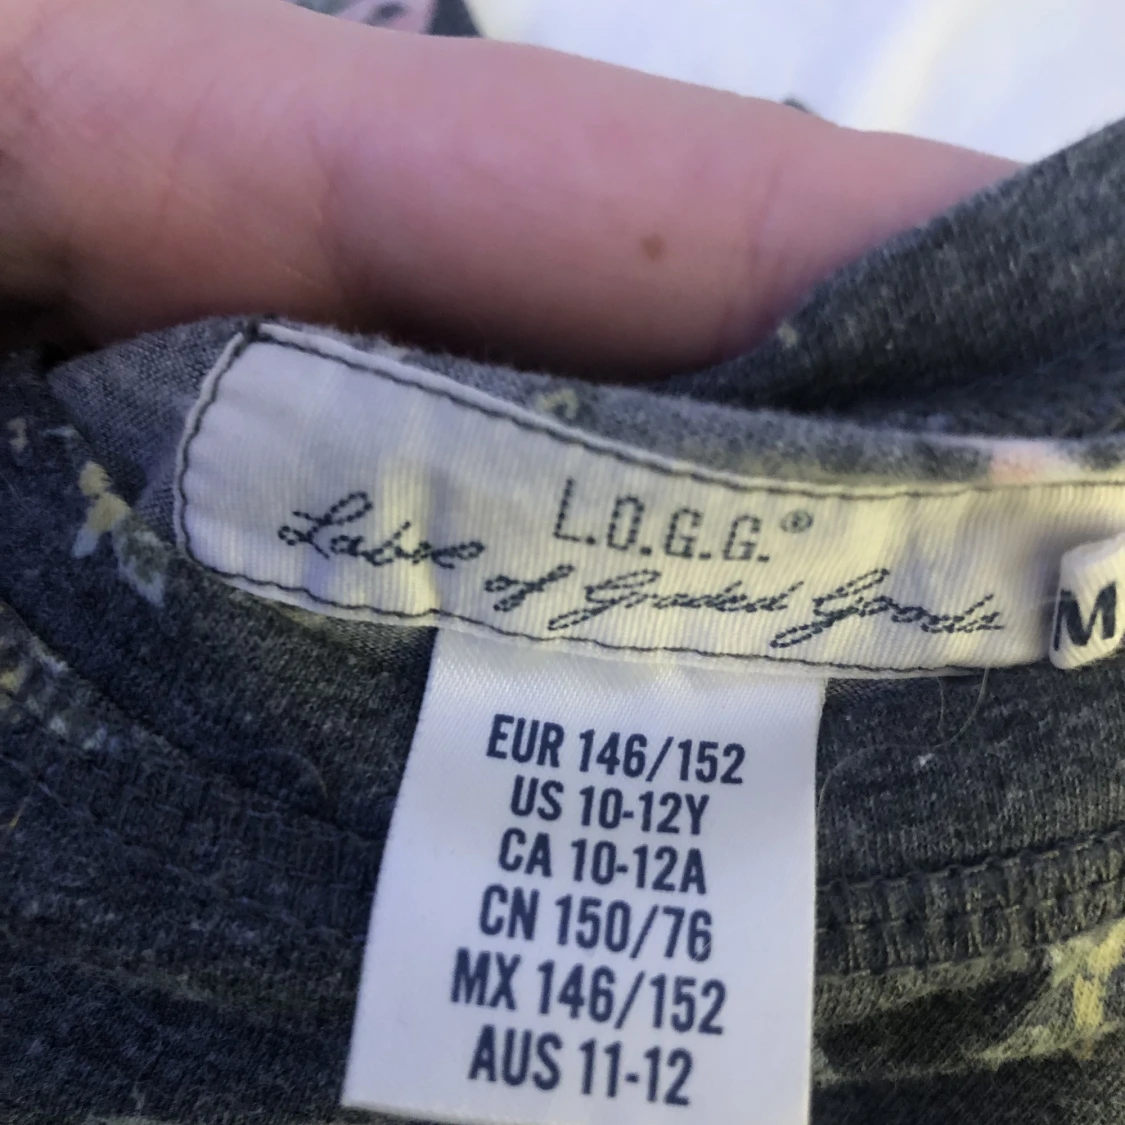 L.O.G.G.®
Label of Graded Goods
M
EUR 146/152
US 10-12Y
CA 10-12A
CN 150/76
MX 146/152
AUS 11-12